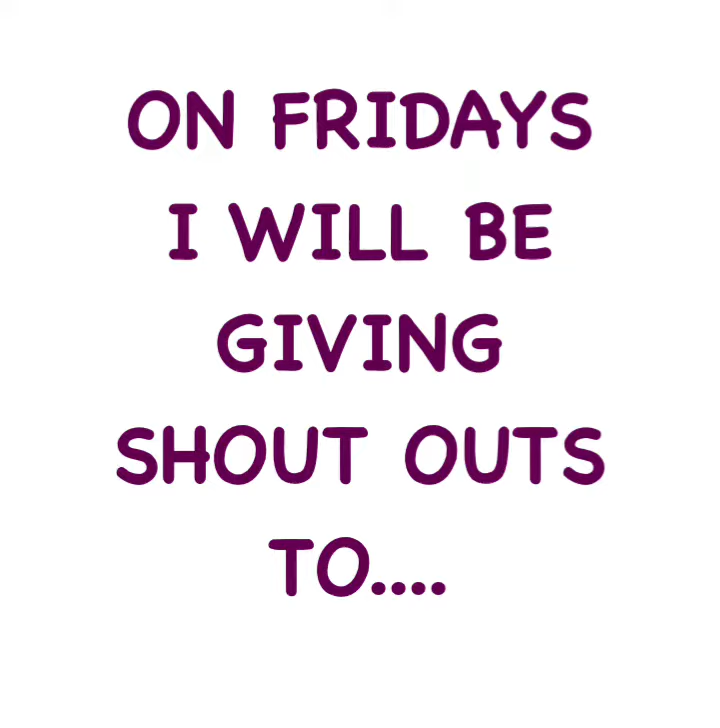 ON FRIDAYS
I WILL BE
GIVING
SHOUT OUTS
TO....